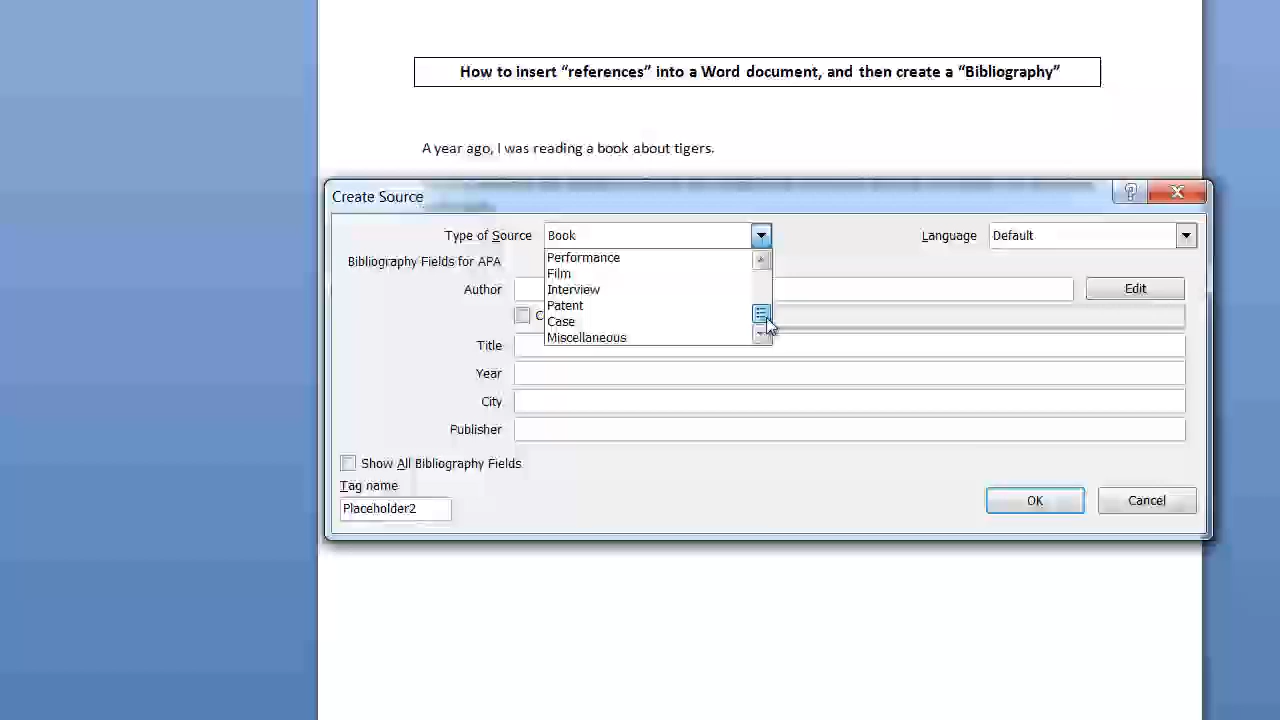 How to insert “references” into a Word document, and then create a “Bibliography”
A year ago, I was reading a book about tigers.
Create Source
Type of Source Book Language Default
Bibliography Fields for APA
Performance
Film
Interview
Patent
Case
Miscellaneous
Author Edit
C
Title
Year
City
Publisher
Show All Bibliography Fields
Tag name
Placeholder2
OK Cancel